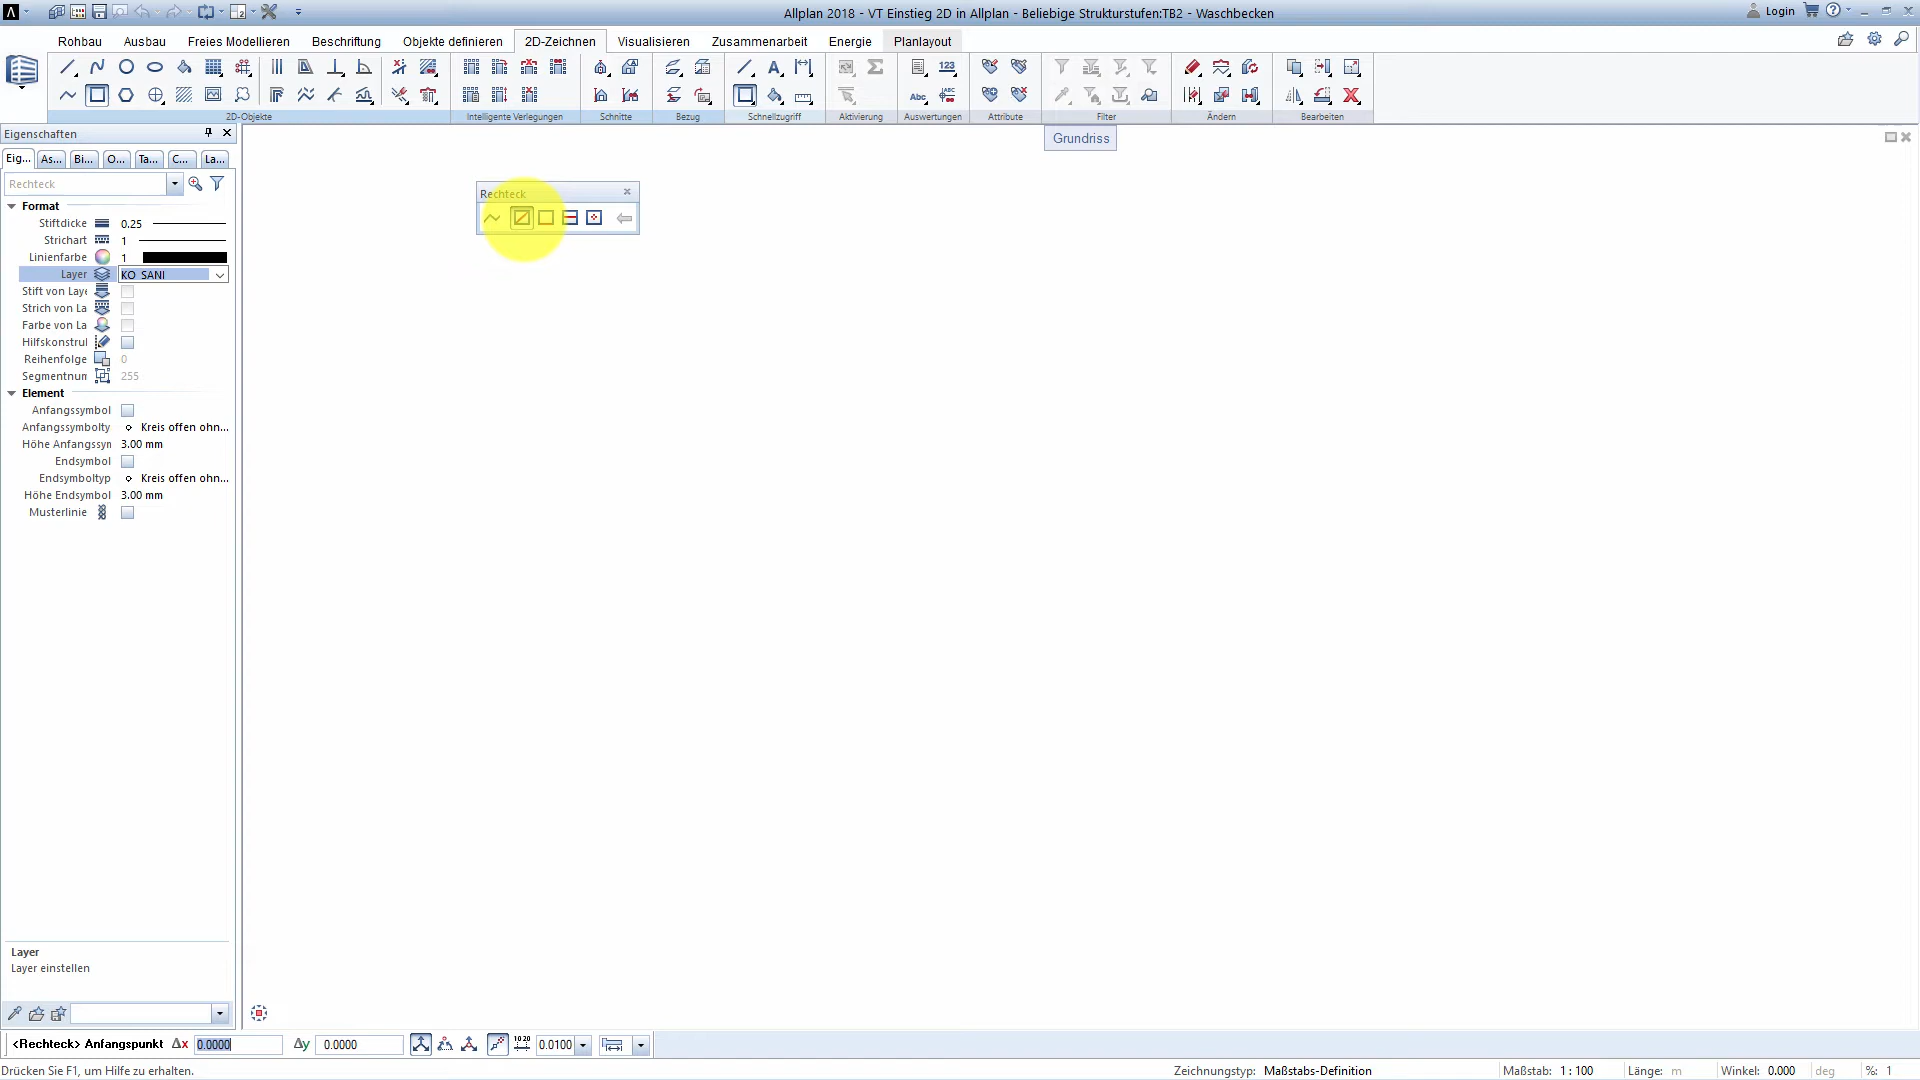 Allplan 2018 - VT Einstieg 2D in Allplan - Beliebige Strukturstufen:TB2 - Waschbecken
Login
Rohbau Ausbau Freies Modellieren Beschriftung Objekte definieren 2D-Zeichnen Visualisieren Zusammenarbeit Energie Planlayout
2D-Objekte Intelligente Verlegungen Schnitte Bezug Schnellzugriff Aktivierung Auswertungen Attribute Filter Ändern Bearbeiten
Eigenschaften
Grundriss
Eig... As... Bi... O... Ta... C... La...
Rechteck
Rechteck
Format
Stiftdicke 0.25
Strichart 1
Linienfarbe 1
Layer KO_SANI
Stift von Laye
Strich von La
Farbe von La
Hilfskonstrul
Reihenfolge 0
Segmentnum 255
Element
Anfangssymbol
Anfangssymbolty Kreis offen ohn...
Höhe Anfangssyn 3.00 mm
Endsymbol
Endsymboltyp Kreis offen ohn...
Höhe Endsymbol 3.00 mm
Musterlinie
Layer
Layer einstellen
<Rechteck> Anfangspunkt Δx 0.0000 Δy 0.0000 0.0100
Drücken Sie F1, um Hilfe zu erhalten.
Zeichnungstyp: Maßstabs-Definition Maßstab: 1 : 100 Länge: m Winkel: 0.000 deg %: 1